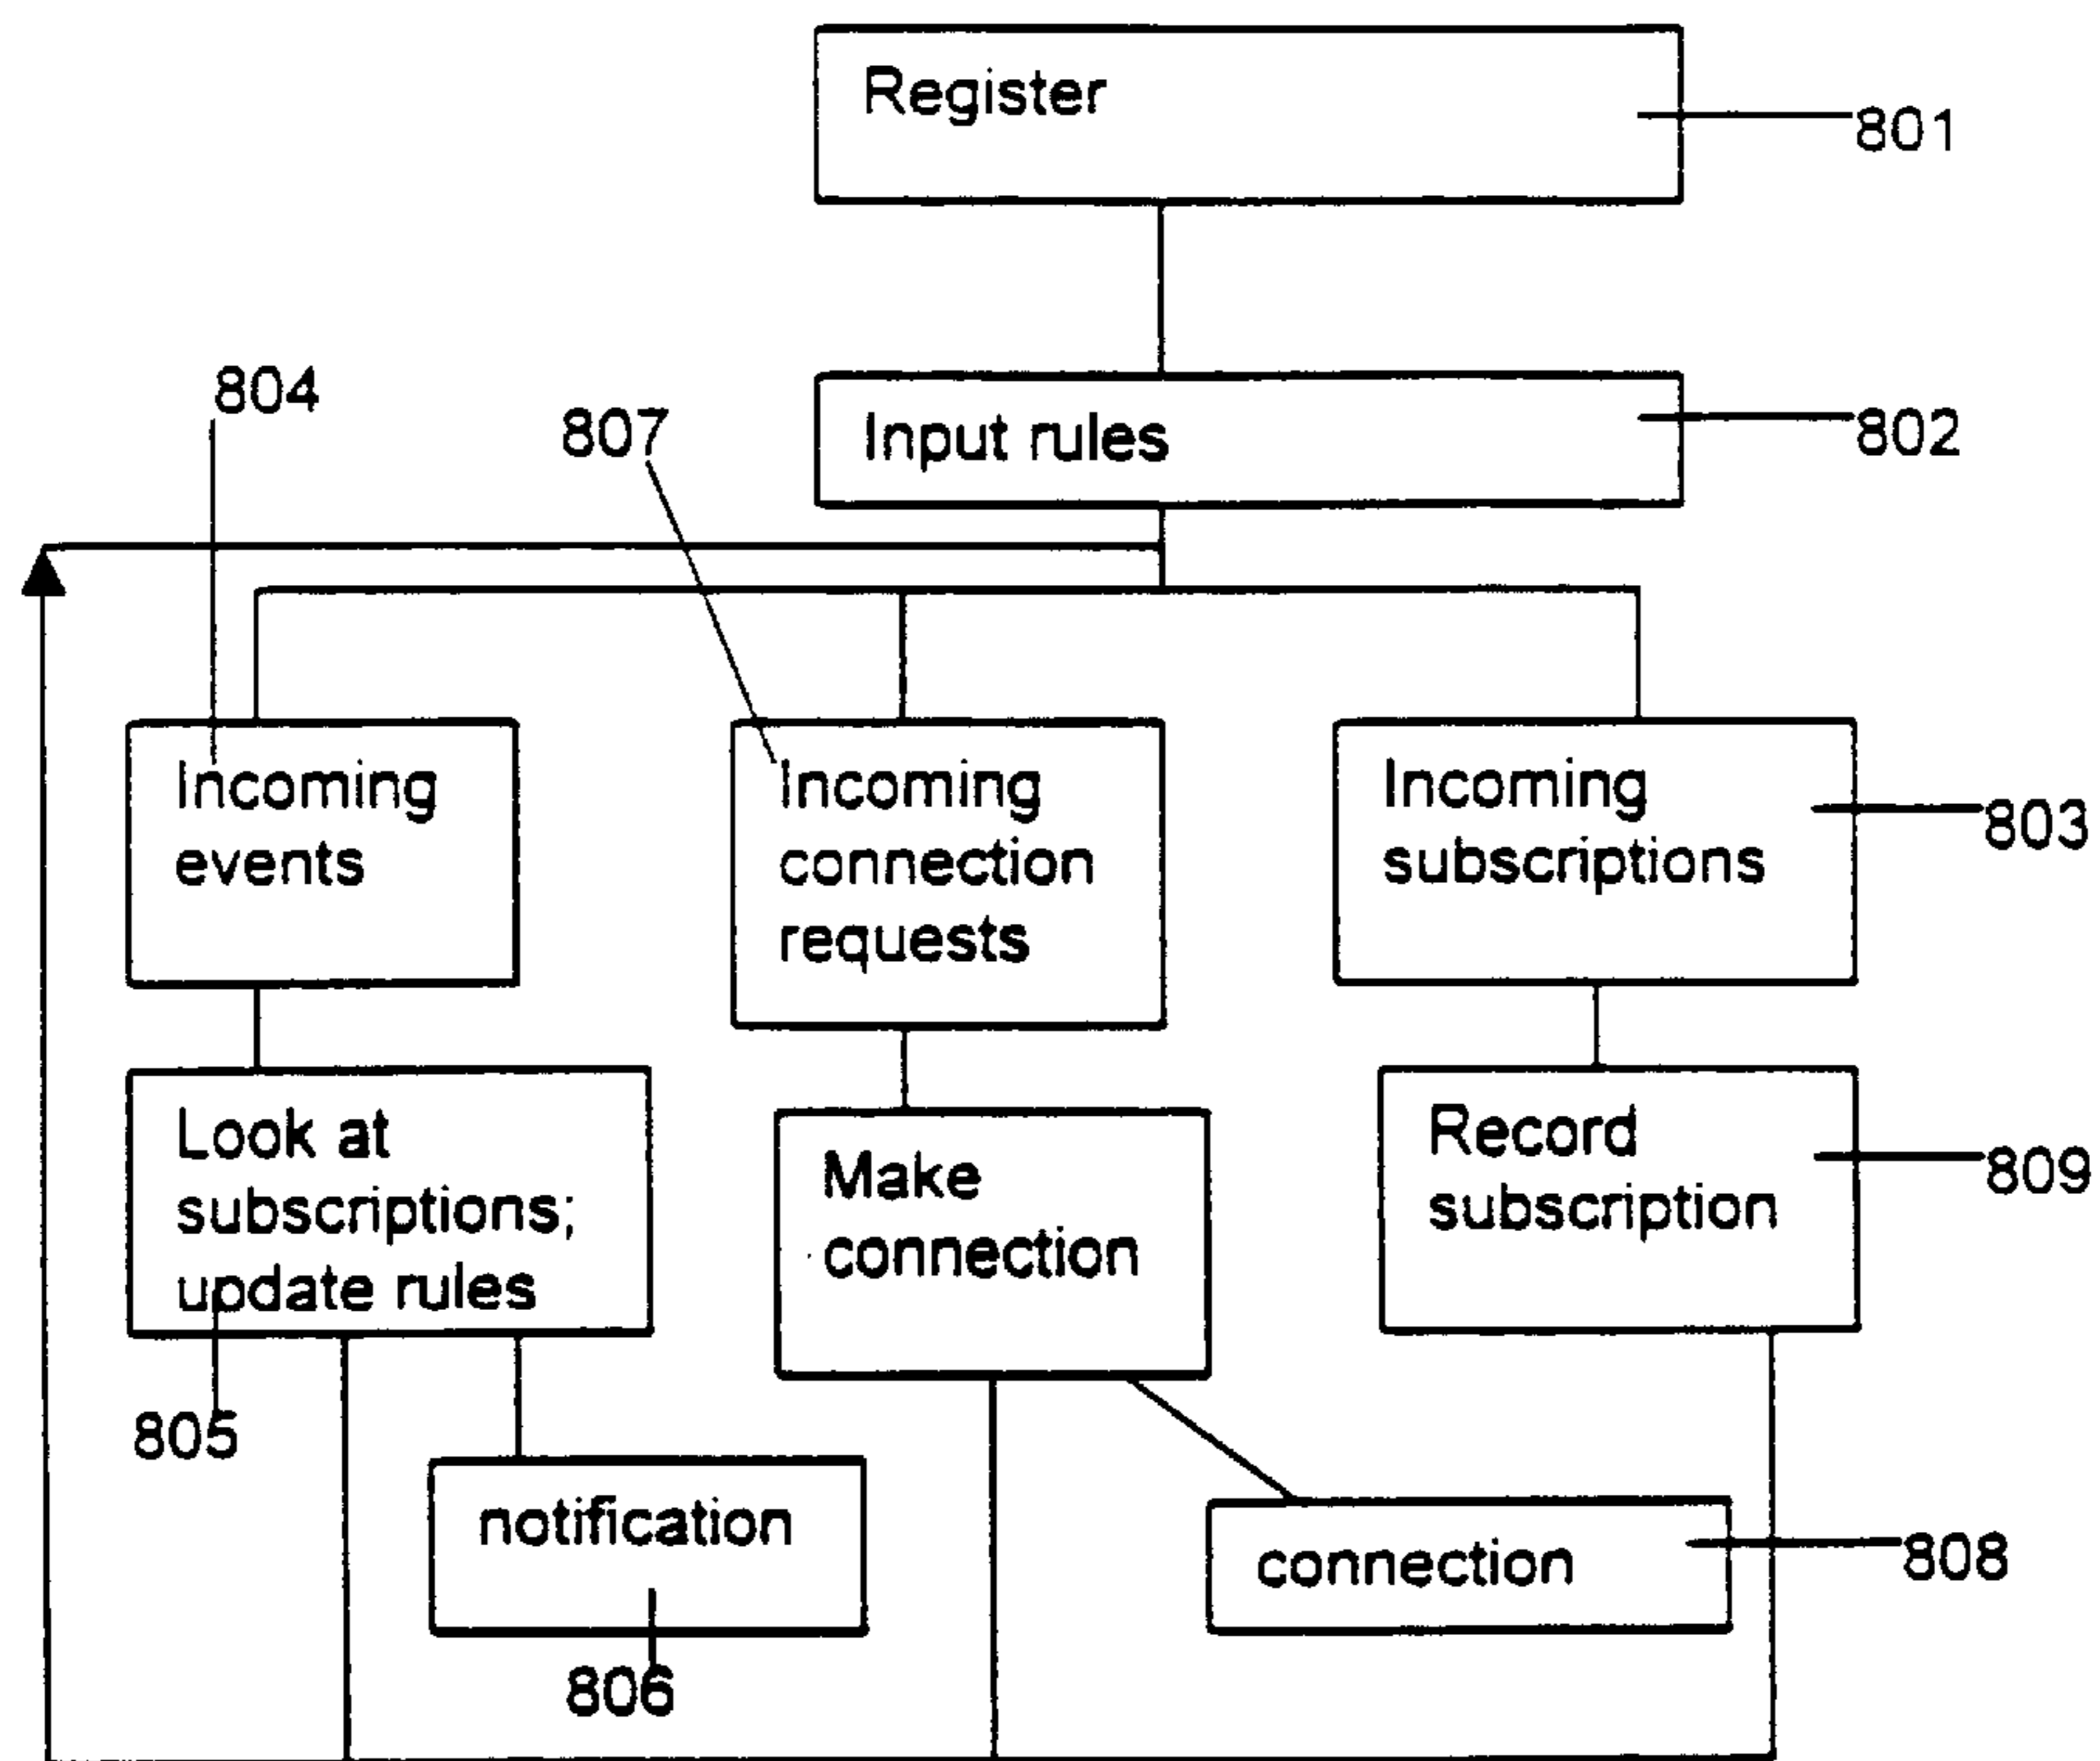 Register
801
804
807
Input rules
802
Incoming
events
Incoming
connection
requests
Incoming
subscriptions
803
Look at
subscriptions;
update rules
805
Make
connection
Record
subscription
809
notification
806
connection
808